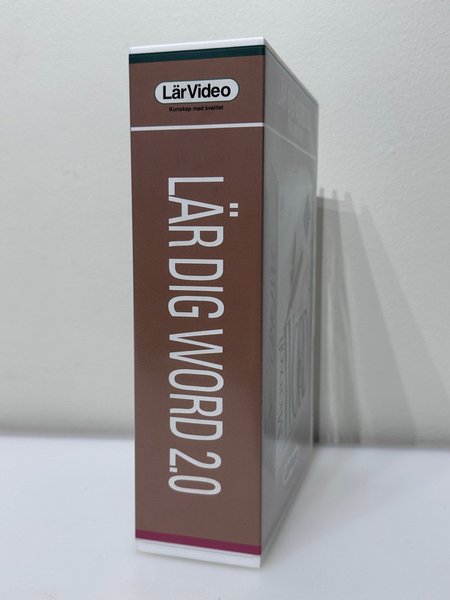 LärVideo
Kunskap med kvalitet
LÄR DIG WORD 2.0